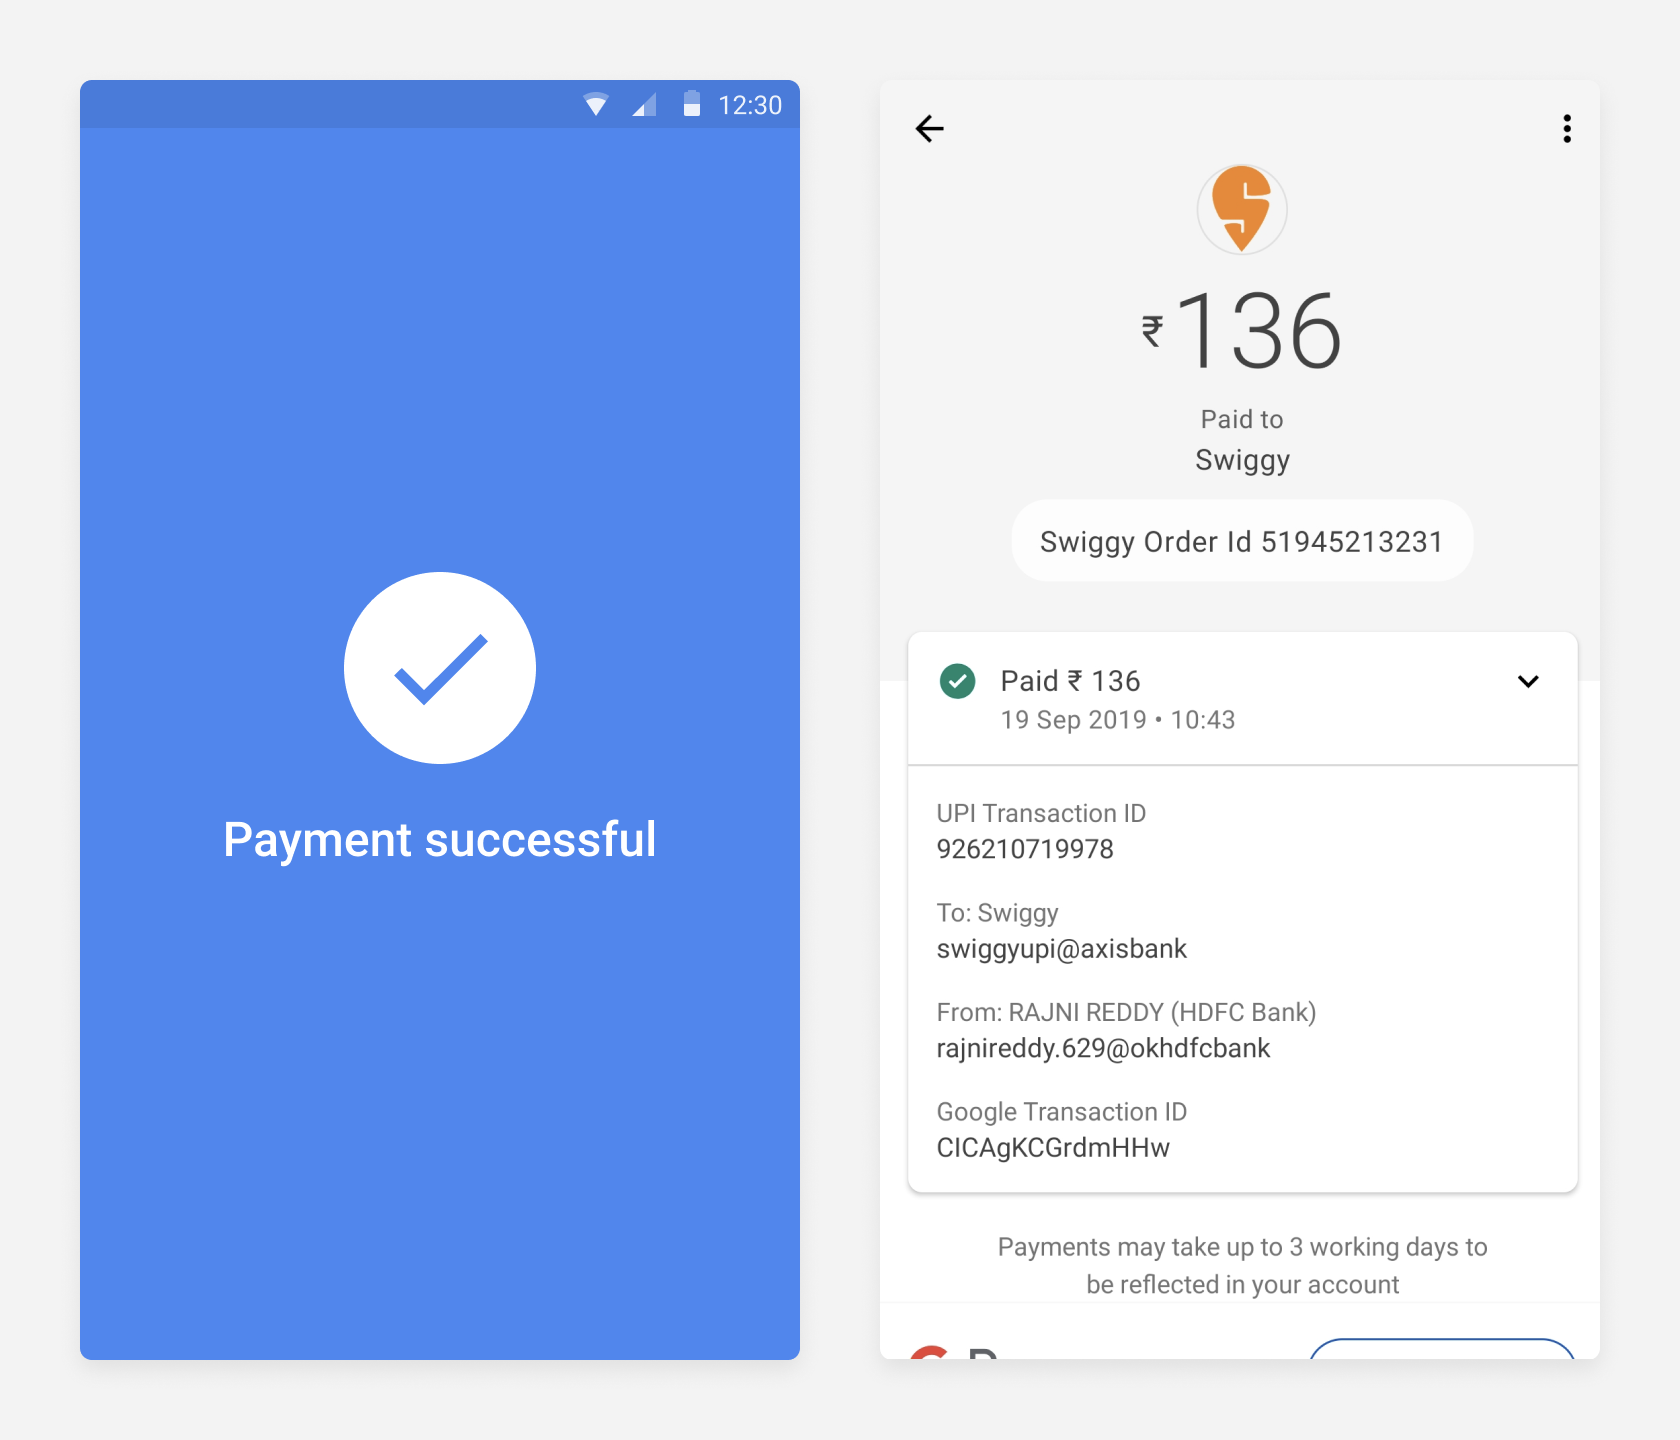 12:30
Payment successful
₹136
Paid to
Swiggy
Swiggy Order Id 51945213231
Paid ₹ 136
19 Sep 2019 • 10:43
UPI Transaction ID
926210719978
To: Swiggy
swiggyupi@axisbank
From: RAJNI REDDY (HDFC Bank)
rajnireddy.629@okhdfcbank
Google Transaction ID
CICAgKCGrdmHHw
Payments may take up to 3 working days to
be reflected in your account